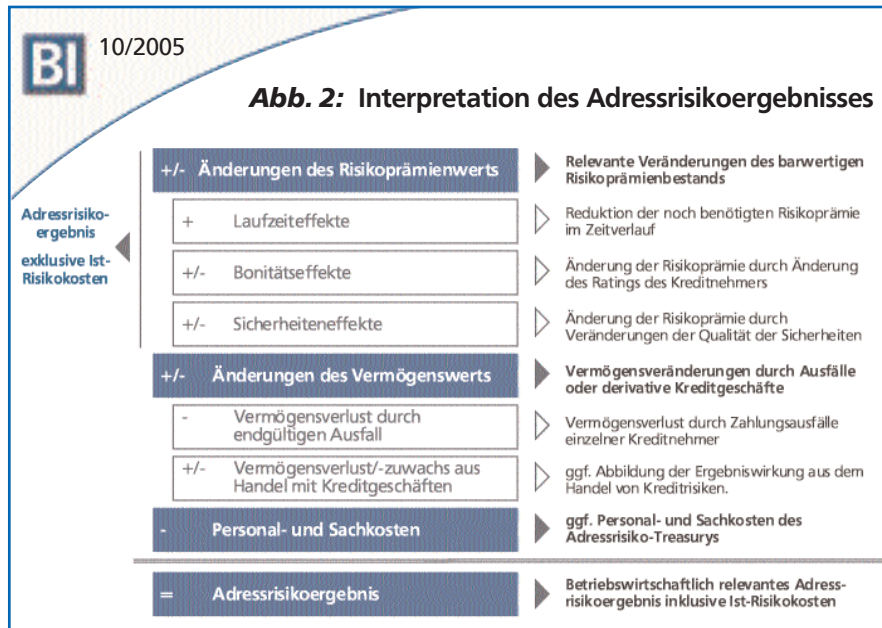 BI 10/2005
Abb. 2: Interpretation des Adressrisikoergebnisses
Adressrisiko-
ergebnis
exklusive Ist-
Risikokosten
+/- Änderungen des Risikoprämienwerts
Relevante Veränderungen des barwertigen
Risikoprämienbestands
+ Laufzeiteffekte
Reduktion der noch benötigten Risikoprämie
im Zeitverlauf
+/- Bonitätseffekte
Änderung der Risikoprämie durch Änderung
des Ratings des Kreditnehmers
+/- Sicherheiteneffekte
Änderung der Risikoprämie durch
Veränderungen der Qualität der Sicherheiten
+/- Änderungen des Vermögenswerts
Vermögensveränderungen durch Ausfälle
oder derivative Kreditgeschäfte
- Vermögensverlust durch
endgültigen Ausfall
Vermögensverlust durch Zahlungsausfälle
einzelner Kreditnehmer
+/- Vermögensverlust/-zuwachs aus
Handel mit Kreditgeschäften
ggf. Abbildung der Ergebniswirkung aus dem
Handel von Kreditrisiken.
- Personal- und Sachkosten
ggf. Personal- und Sachkosten des
Adressrisiko-Treasurys
= Adressrisikoergebnis
Betriebswirtschaftlich relevantes Adress-
risikoergebnis inklusive Ist-Risikokosten